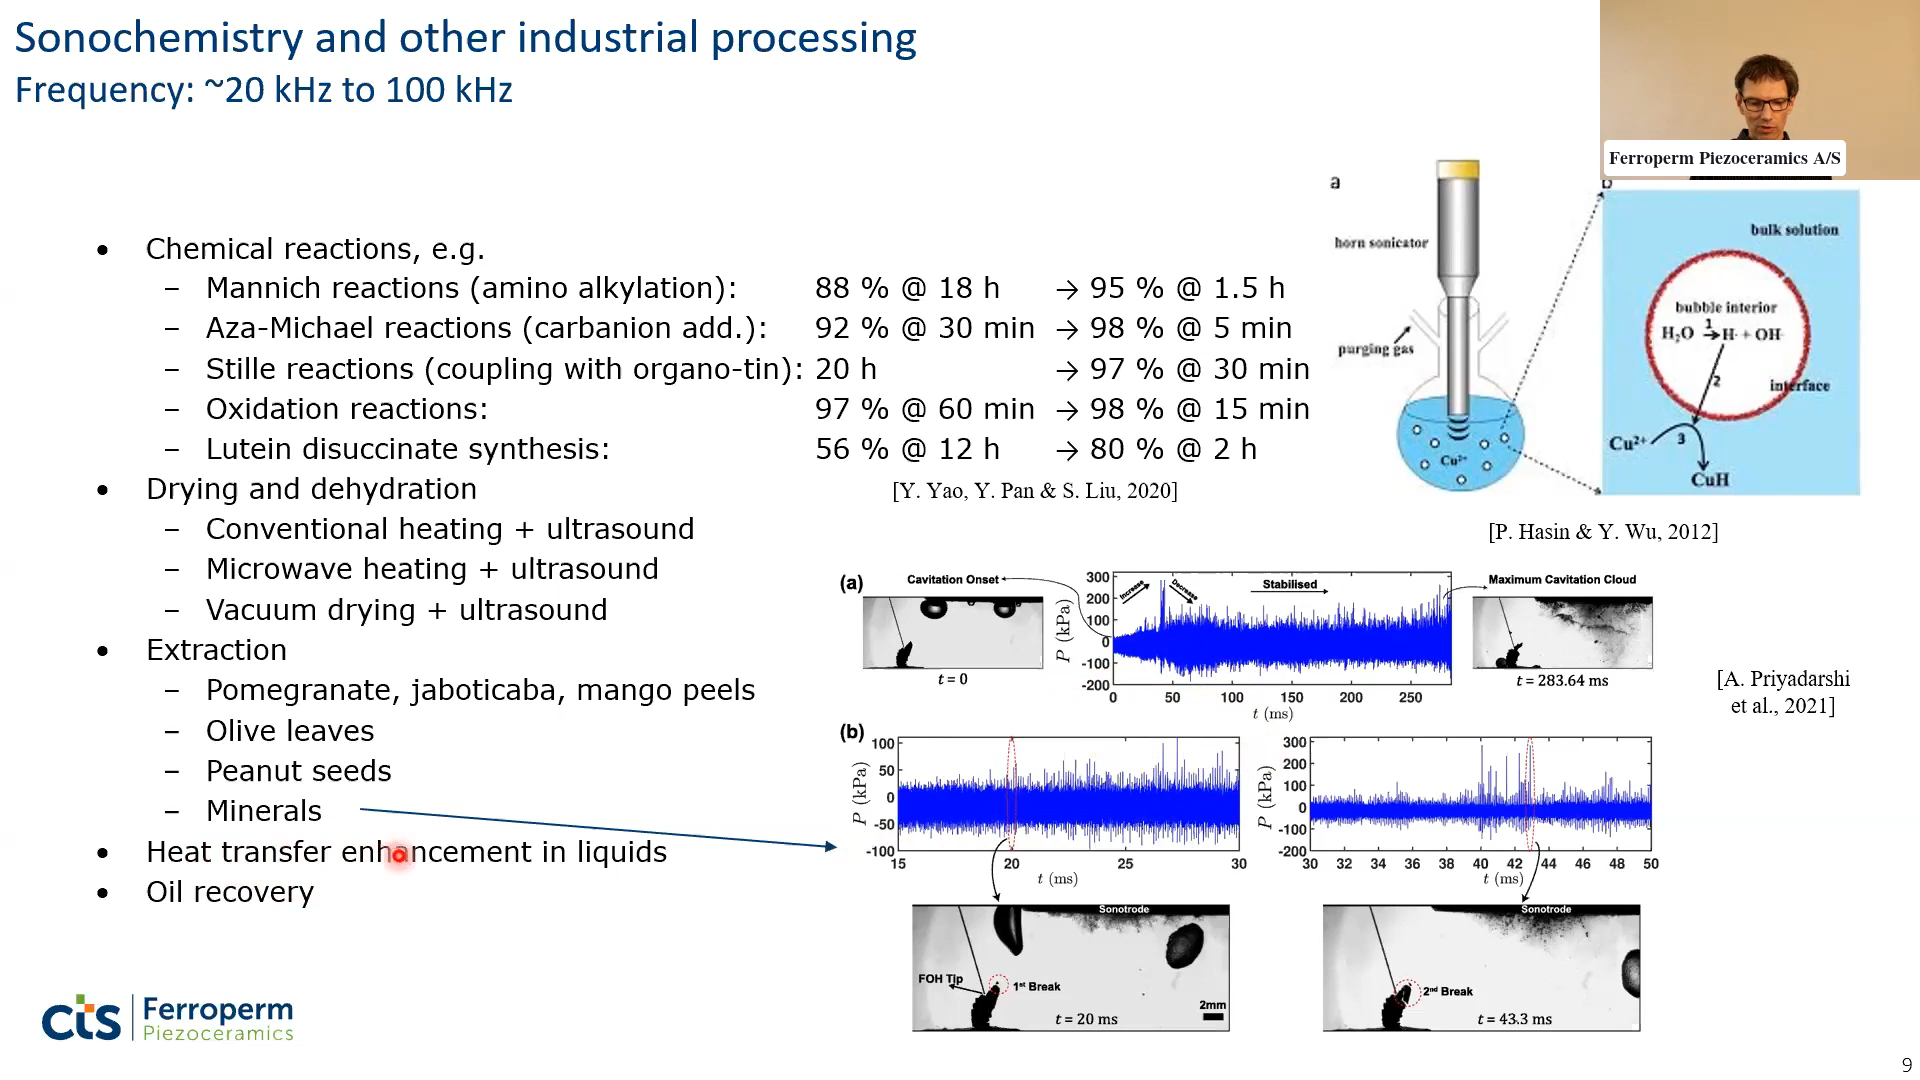 Sonochemistry and other industrial processing
Frequency: ~20 kHz to 100 kHz
Ferroperm Piezoceramics A/S
• Chemical reactions, e.g.
– Mannich reactions (amino alkylation): 88 % @ 18 h → 95 % @ 1.5 h
– Aza-Michael reactions (carbanion add.): 92 % @ 30 min → 98 % @ 5 min
– Stille reactions (coupling with organo-tin): 20 h → 97 % @ 30 min
– Oxidation reactions: 97 % @ 60 min → 98 % @ 15 min
– Lutein disuccinate synthesis: 56 % @ 12 h → 80 % @ 2 h
[Y. Yao, Y. Pan & S. Liu, 2020]
• Drying and dehydration
– Conventional heating + ultrasound
– Microwave heating + ultrasound
– Vacuum drying + ultrasound
• Extraction
– Pomegranate, jaboticaba, mango peels
– Olive leaves
– Peanut seeds
– Minerals
• Heat transfer enhancement in liquids
• Oil recovery
a
horn sonicator
purging gas
Cu²⁺
b
bulk solution
bubble interior
H₂O →¹ H· + OH·
2
interface
Cu²⁺
3
CuH
[P. Hasin & Y. Wu, 2012]
(a)
Cavitation Onset
t = 0
300
200
100
0
-100
-200
P (kPa)
Increase
Decrease
Stabilised
0 50 100 150 200 250
t (ms)
Maximum Cavitation Cloud
t = 283.64 ms
[A. Priyadarshi
et al., 2021]
(b)
100
50
0
-50
-100
P (kPa)
15 20 25 30
t (ms)
300
200
100
0
-100
-200
P (kPa)
30 32 34 36 38 40 42 44 46 48 50
t (ms)
Sonotrode
FOH Tip
1st Break
2mm
t = 20 ms
Sonotrode
2nd Break
t = 43.3 ms
cts Ferroperm
Piezoceramics
9